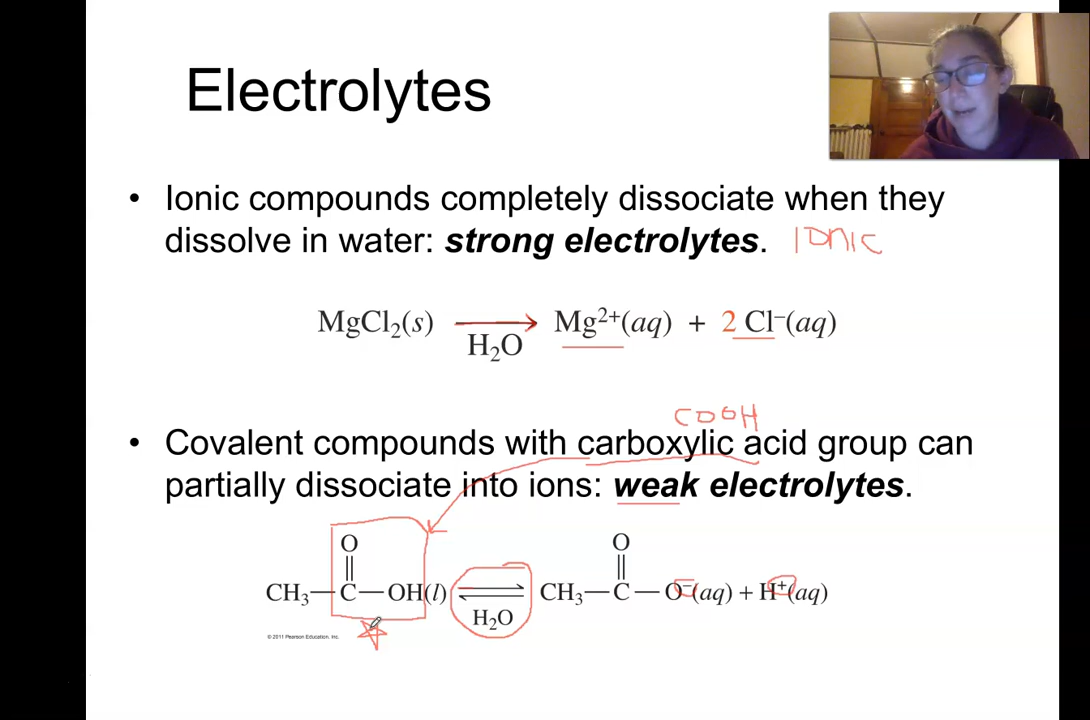 Electrolytes
• Ionic compounds completely dissociate when they
dissolve in water: strong electrolytes. IONIC
MgCl₂(s) ⟶ Mg²⁺(aq) + 2 Cl⁻(aq)
H₂O
COOH
• Covalent compounds with carboxylic acid group can
partially dissociate into ions: weak electrolytes.
O O
CH₃—C—OH(l) ⇌ CH₃—C—O⁻(aq) + H⁺(aq)
H₂O
© 2011 Pearson Education, Inc.